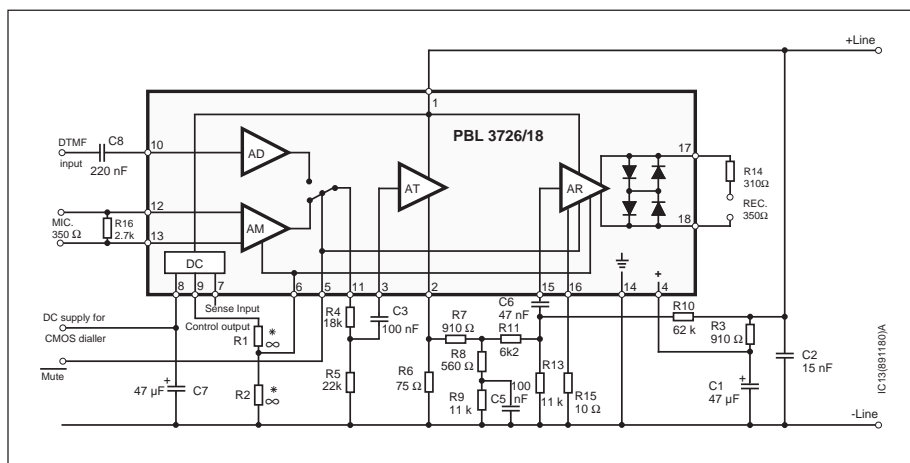 +Line
1
PBL 3726/18
DTMF
input
C8
220 nF
10
AD
17
R14
310Ω
AT
AR
REC.
350Ω
MIC.
350 Ω
R16
2.7k
12
AM
18
13
DC
+
8
9
7
6
5
11
3
2
15
16
14
4
Sense Input
Control output
DC supply for
CMOS dialler
R1
*
∞
R4
18k
C3
100 nF
C6
47 nF
R7
910 Ω
R11
6k2
R10
62 k
R3
910 Ω
Mute
R8
560 Ω
C2
15 nF
+
47 µF
C7
R2
*
∞
R5
22k
R6
75 Ω
R9
11 k
C5
100
nF
R13
11 k
R15
10 Ω
C1
47 µF
+
-Line
IC13(891180)A